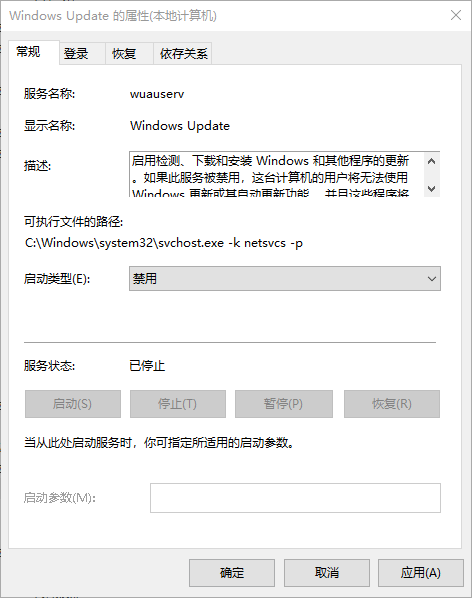 Windows Update 的属性(本地计算机)
常规 登录 恢复 依存关系
服务名称: wuauserv
显示名称: Windows Update
描述: 启用检测、下载和安装 Windows 和其他程序的更新
。如果此服务被禁用，这台计算机的用户将无法使用
Windows 更新或其自动更新功能，并且这些程序将
可执行文件的路径:
C:\Windows\system32\svchost.exe -k netsvcs -p
启动类型(E): 禁用
服务状态: 已停止
启动(S) 停止(T) 暂停(P) 恢复(R)
当从此处启动服务时，你可指定所适用的启动参数。
启动参数(M):
确定 取消 应用(A)